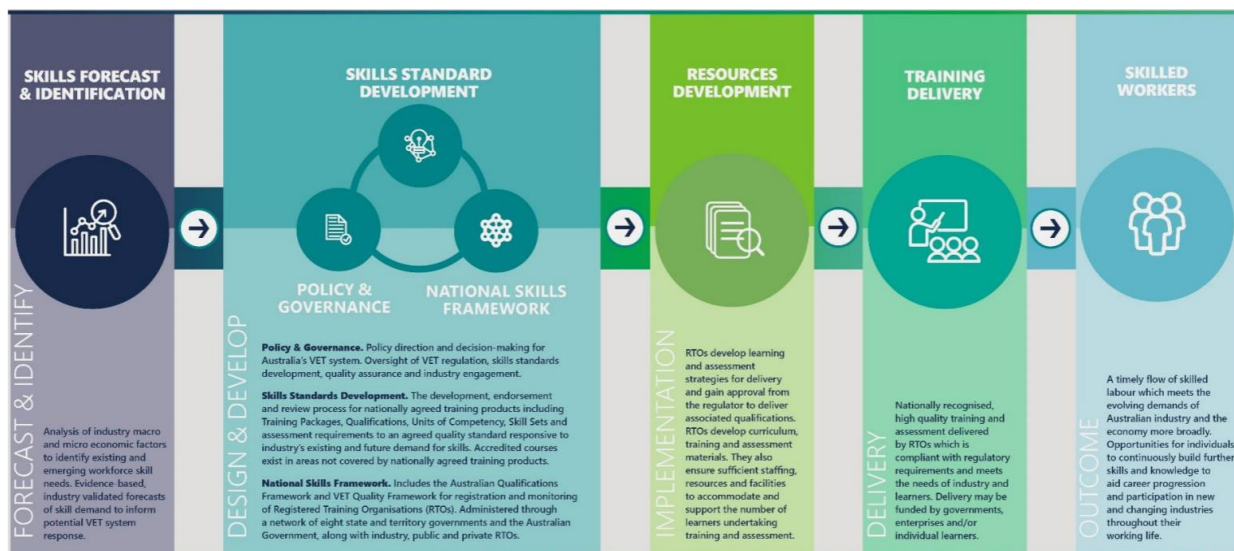 SKILLS FORECAST
& IDENTIFICATION
FORECAST & IDENTIFY
Analysis of industry macro
and micro economic factors
to identify existing and
emerging workforce skill
needs. Evidence-based,
industry validated forecasts
of skill demand to inform
potential VET system
response.
SKILLS STANDARD
DEVELOPMENT
POLICY &
GOVERNANCE
NATIONAL SKILLS
FRAMEWORK
DESIGN & DEVELOP
Policy & Governance. Policy direction and decision-making for
Australia's VET system. Oversight of VET regulation, skills standards
development, quality assurance and industry engagement.
Skills Standards Development. The development, endorsement
and review process for nationally agreed training products including
Training Packages, Qualifications, Units of Competency, Skill Sets and
assessment requirements to an agreed quality standard responsive to
industry's existing and future demand for skills. Accredited courses
exist in areas not covered by nationally agreed training products.
National Skills Framework. Includes the Australian Qualifications
Framework and VET Quality Framework for registration and monitoring
of Registered Training Organisations (RTOs). Administered through
a network of eight state and territory governments and the Australian
Government, along with industry, public and private RTOs.
RESOURCES
DEVELOPMENT
IMPLEMENTATION
RTOs develop learning
and assessment
strategies for delivery
and gain approval from
the regulator to deliver
associated qualifications.
RTOs develop curriculum,
training and assessment
materials. They also
ensure sufficient staffing,
resources and facilities
to accommodate and
support the number of
learners undertaking
training and assessment.
TRAINING
DELIVERY
DELIVERY
Nationally recognised,
high quality training and
assessment delivered
by RTOs which is
compliant with regulatory
requirements and meets
the needs of industry and
learners. Delivery may be
funded by governments,
enterprises and/or
individual learners.
SKILLED
WORKERS
OUTCOME
A timely flow of skilled
labour which meets the
evolving demands of
Australian industry and the
economy more broadly.
Opportunities for individuals
to continuously build further
skills and knowledge to
aid career progression
and participation in new
and changing industries
throughout their
working life.